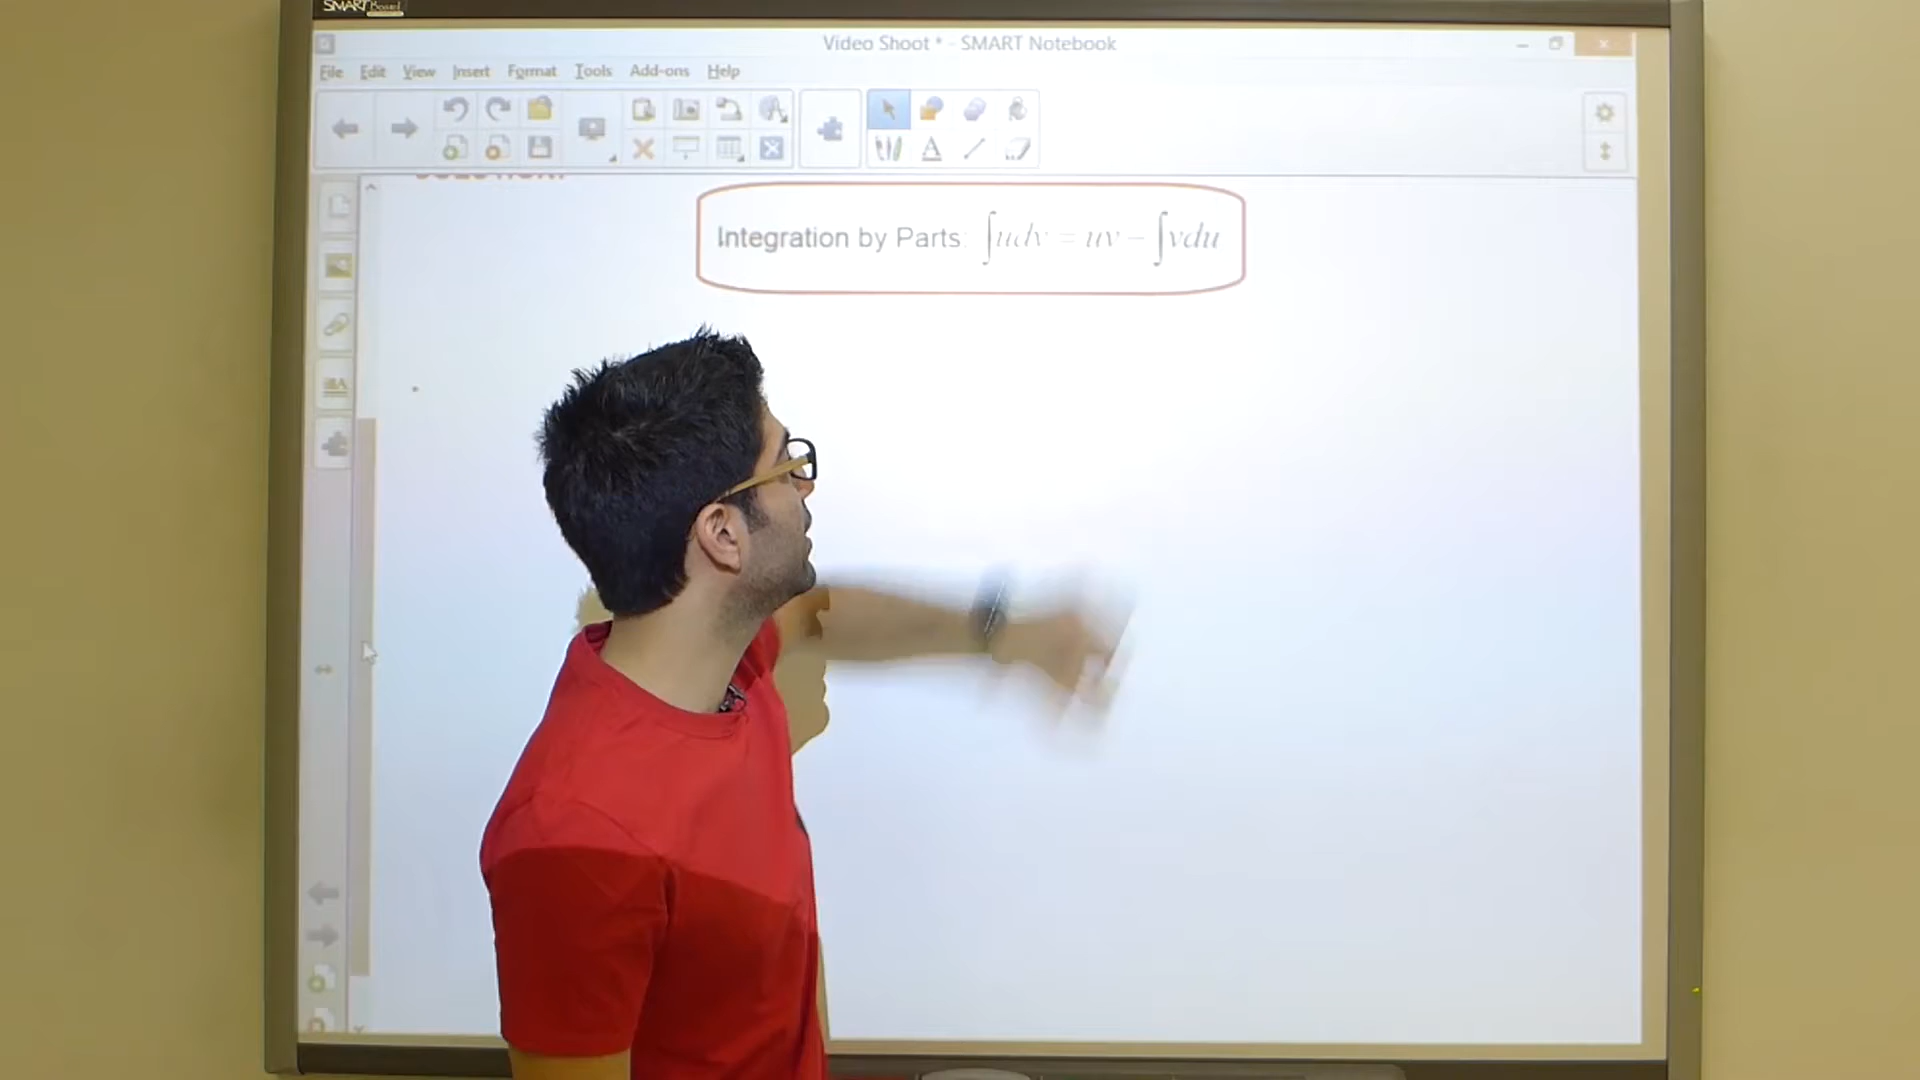 SMART Board
Video Shoot * - SMART Notebook
File Edit View Insert Format Tools Add-ons Help
Integration by Parts: ∫udv = uv − ∫vdu